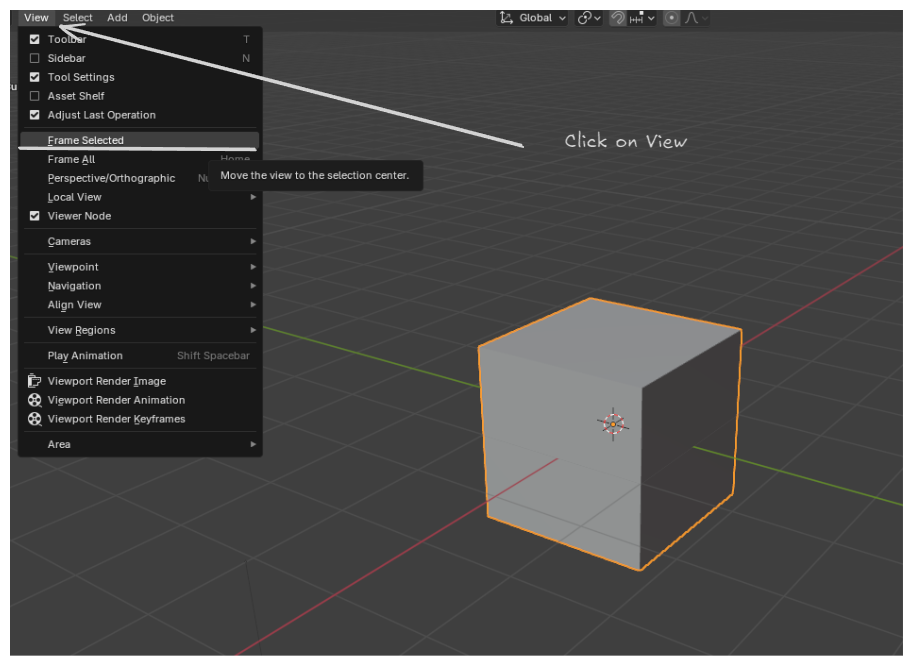 View Select Add Object Global
Toolbar T
Sidebar N
Tool Settings
Asset Shelf
Adjust Last Operation
Click on View
Frame Selected
Frame All Home
Move the view to the selection center.
Perspective/Orthographic
Local View
Viewer Node
Cameras
Viewpoint
Navigation
Align View
View Regions
Play Animation Shift Spacebar
Viewport Render Image
Viewport Render Animation
Viewport Render Keyframes
Area